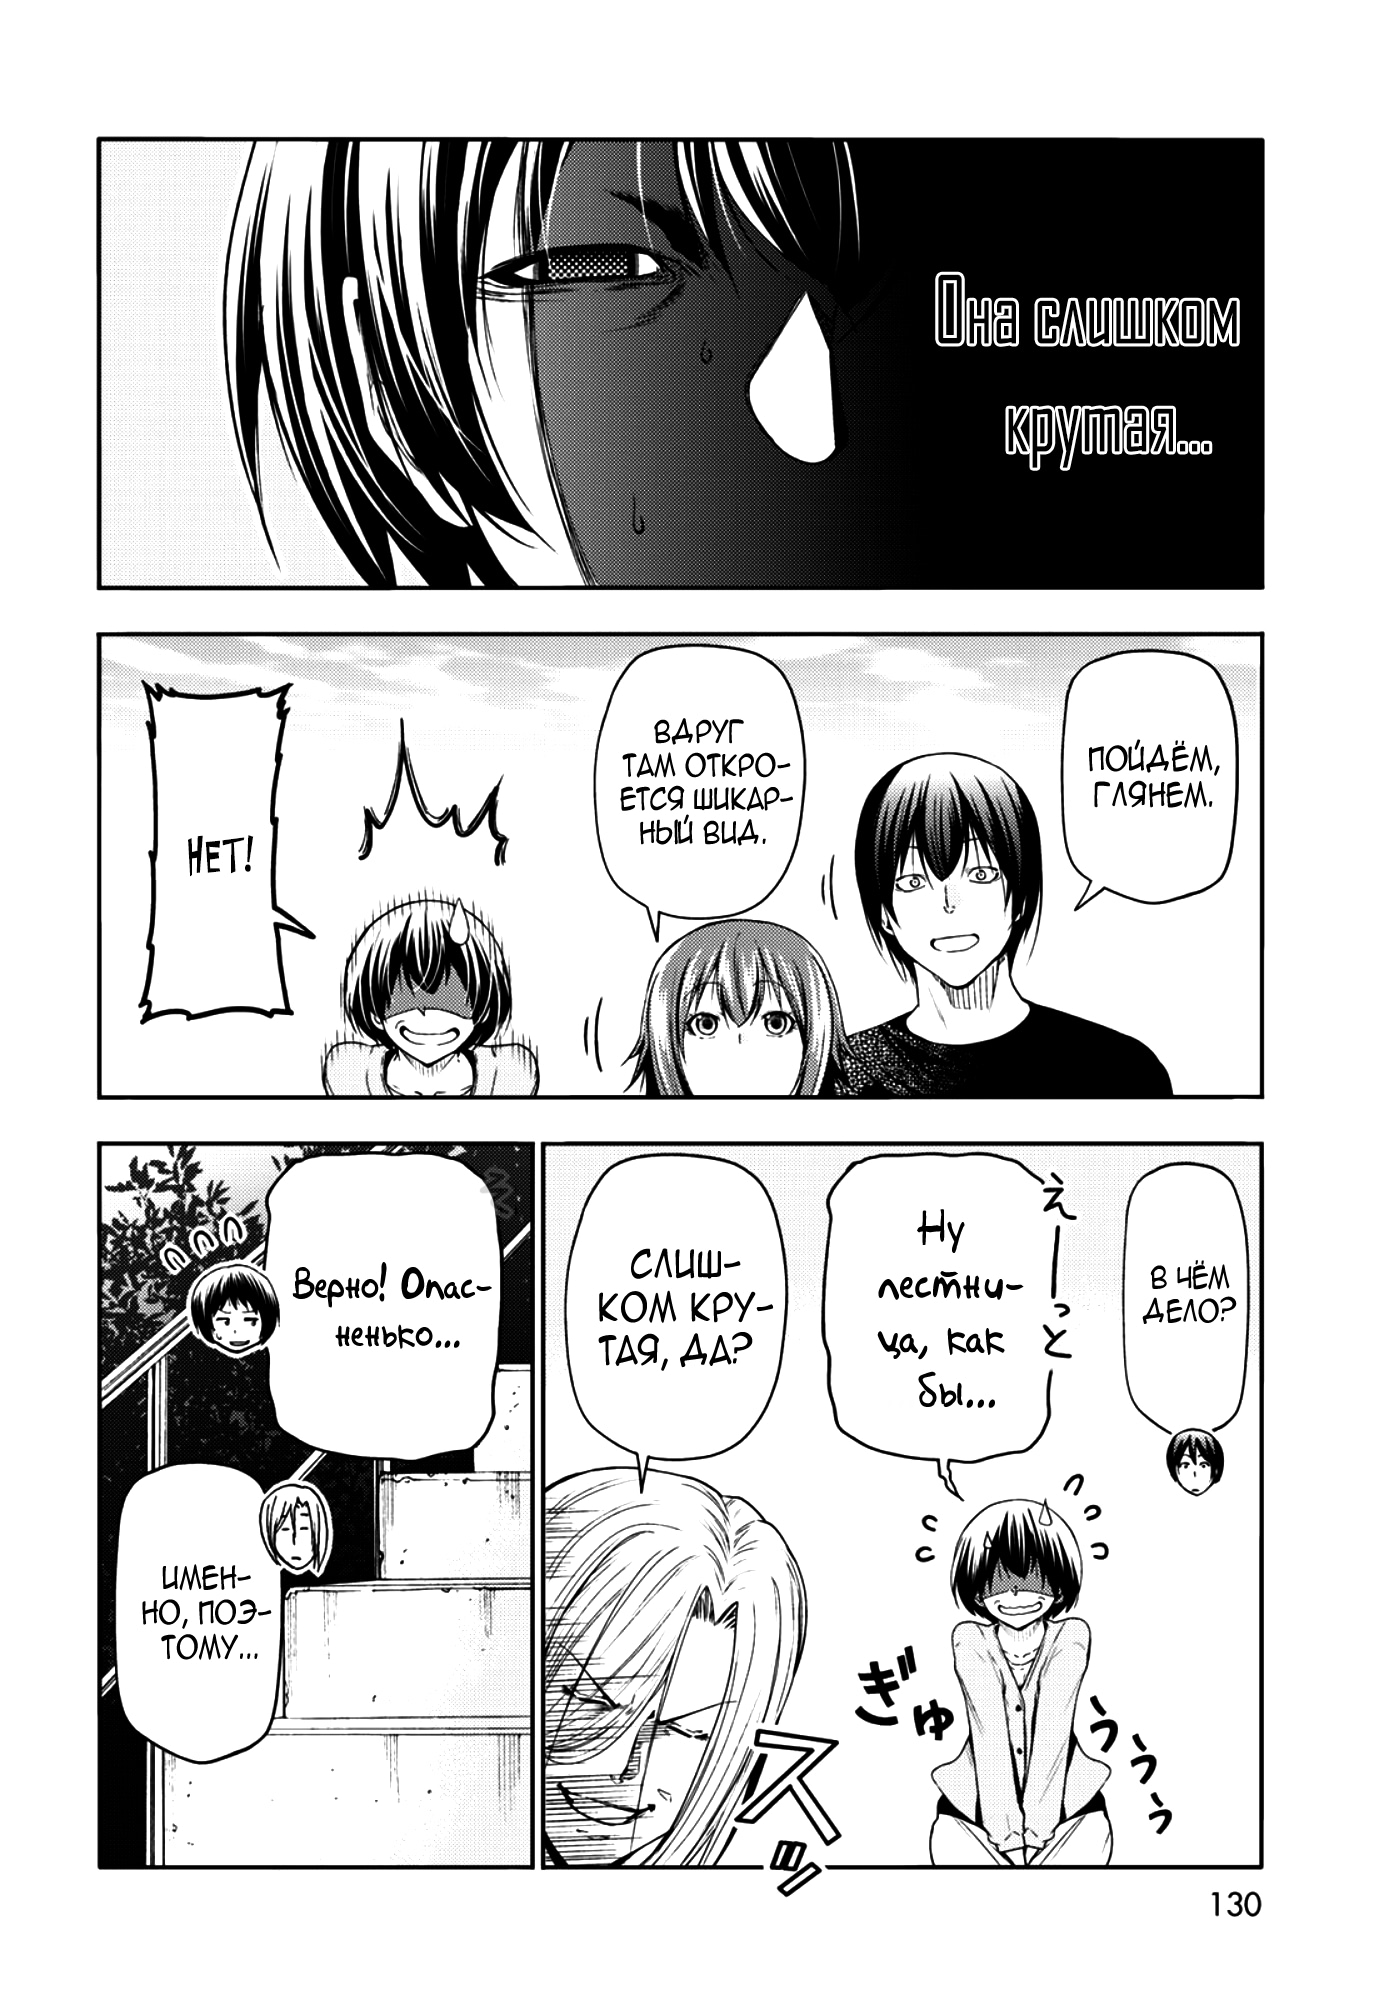 Она слишком
крутая...
ПОЙДЁМ,
ГЛЯНЕМ.
ВДРУГ
ТАМ ОТКРО-
ЕТСЯ ШИКАР-
НЫЙ ВИД.
НЕТ!
В ЧЁМ
ДЕЛО?
えーっと
Ну
лестни-
ца, как
бы...
ぎゅ
ううう
СЛИШ-
КОМ КРУ-
ТАЯ, ДА?
スッ
Верно! Опас-
ненько...
ИМЕН-
НО, ПОЭ-
ТОМУ...
130